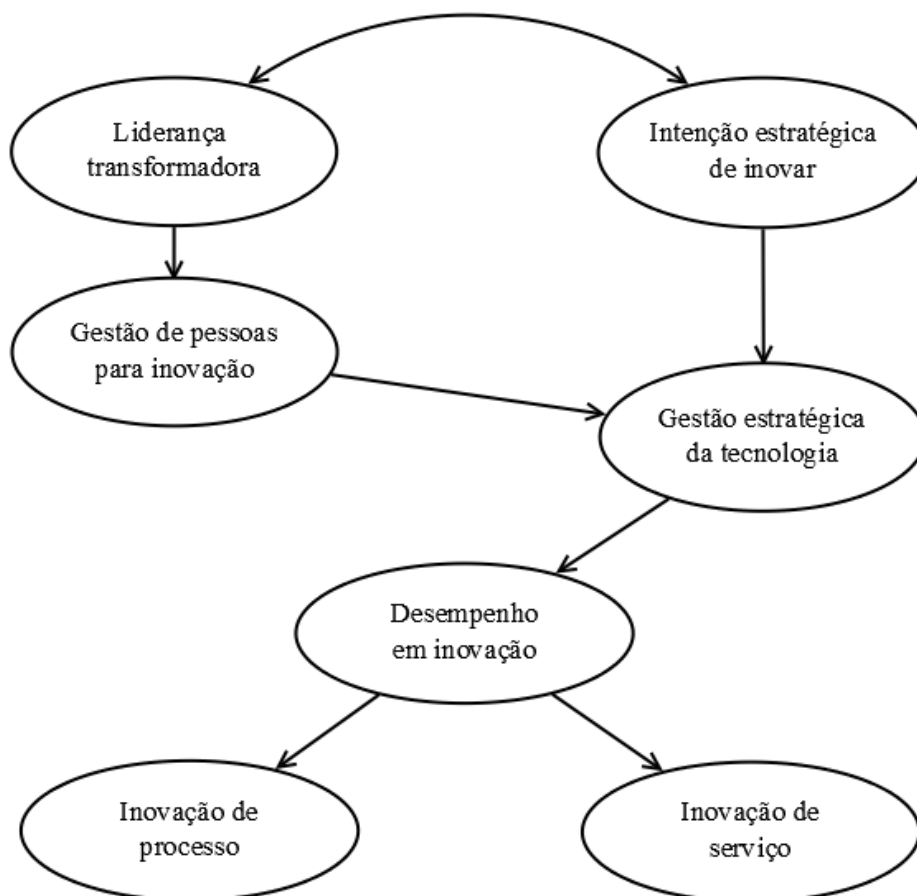 Liderança
transformadora
Intenção estratégica
de inovar
Gestão de pessoas
para inovação
Gestão estratégica
da tecnologia
Desempenho
em inovação
Inovação de
processo
Inovação de
serviço